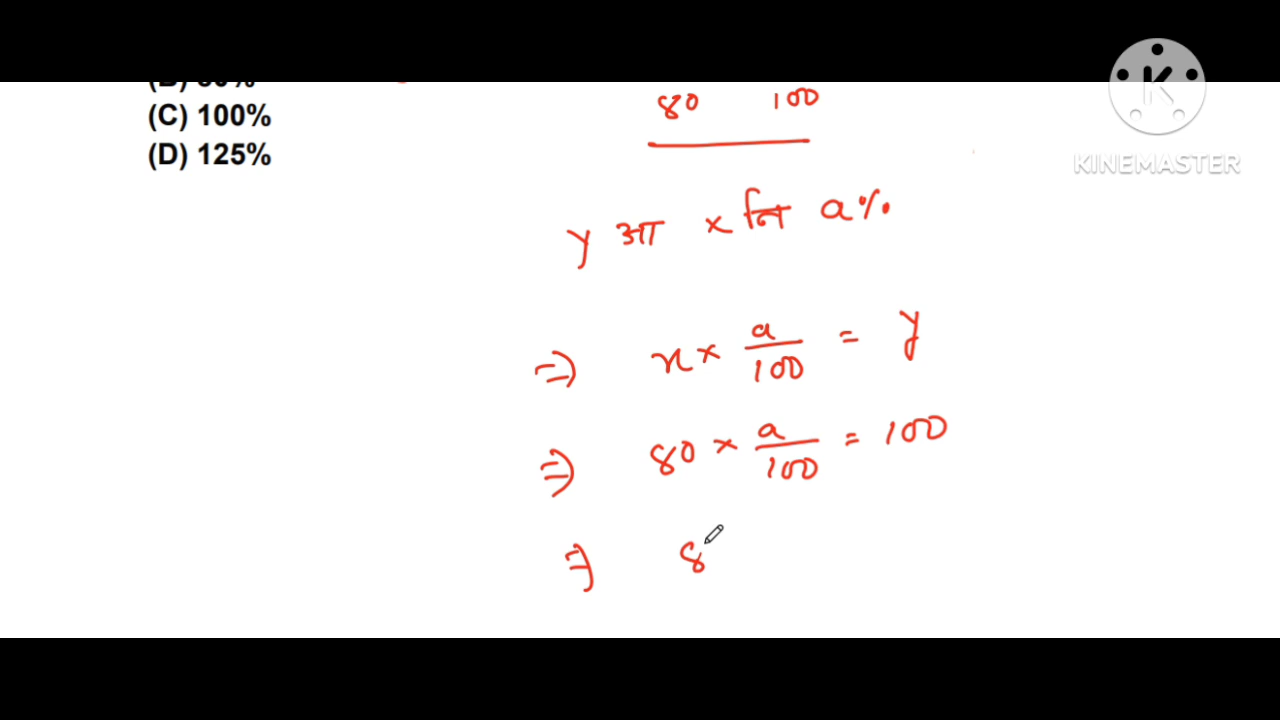 (C) 100%
(D) 125%
80 100
y आ x नि a%
⇒ x × a/100 = y
⇒ 80 × a/100 = 100
⇒ 8
KINEMASTER